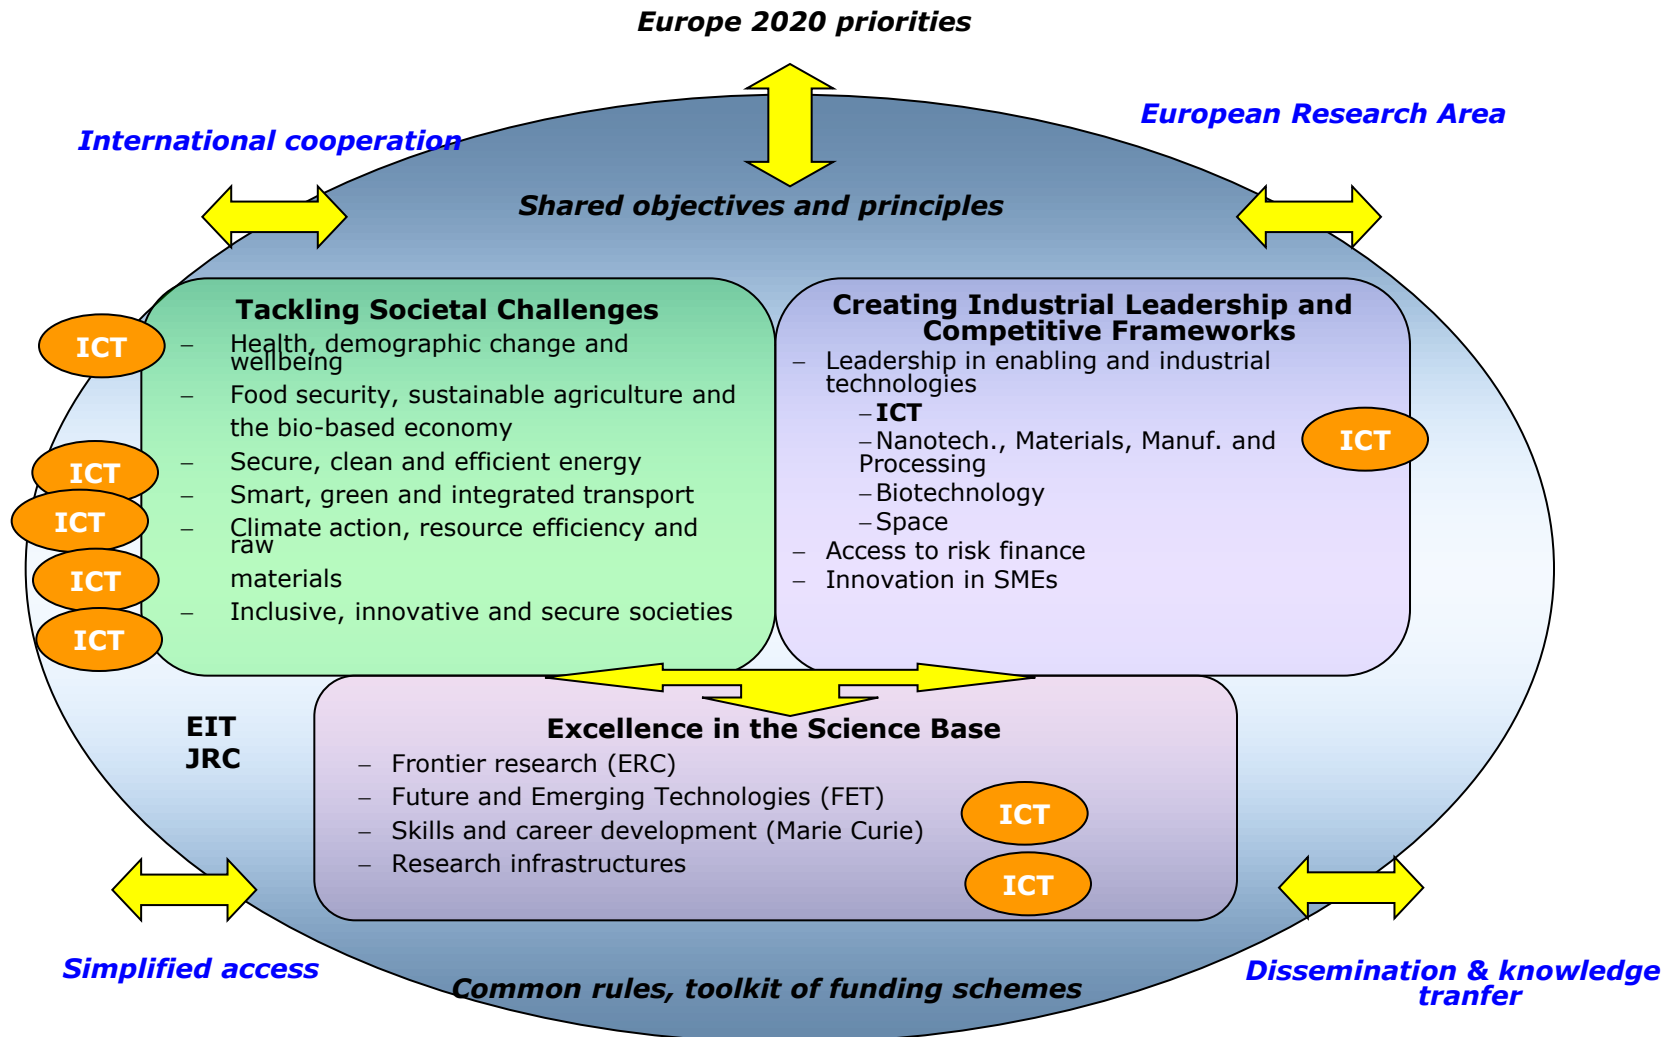 Europe 2020 priorities
European Research Area
International cooperation
Shared objectives and principles
Tackling Societal Challenges
ICT
– Health, demographic change and
wellbeing
– Food security, sustainable agriculture and
the bio-based economy
ICT
– Secure, clean and efficient energy
– Smart, green and integrated transport
ICT
– Climate action, resource efficiency and
raw
ICT
materials
– Inclusive, innovative and secure societies
ICT
Creating Industrial Leadership and
Competitive Frameworks
– Leadership in enabling and industrial
technologies
–ICT
–Nanotech., Materials, Manuf. and
Processing
ICT
–Biotechnology
–Space
– Access to risk finance
– Innovation in SMEs
EIT
JRC
Excellence in the Science Base
– Frontier research (ERC)
– Future and Emerging Technologies (FET)
ICT
– Skills and career development (Marie Curie)
– Research infrastructures
ICT
Simplified access
Common rules, toolkit of funding schemes
Dissemination & knowledge
tranfer